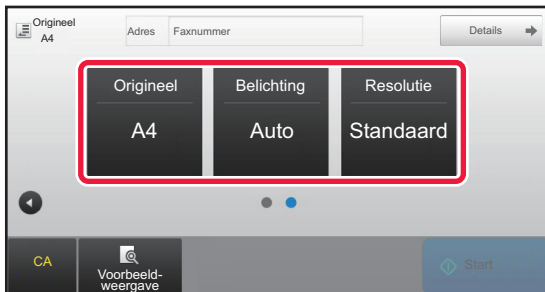 Origineel
A4
Adres
Faxnummer
Details
Origineel
Belichting
Resolutie
A4
Auto
Standaard
CA
Voorbeeld-
weergave
Start